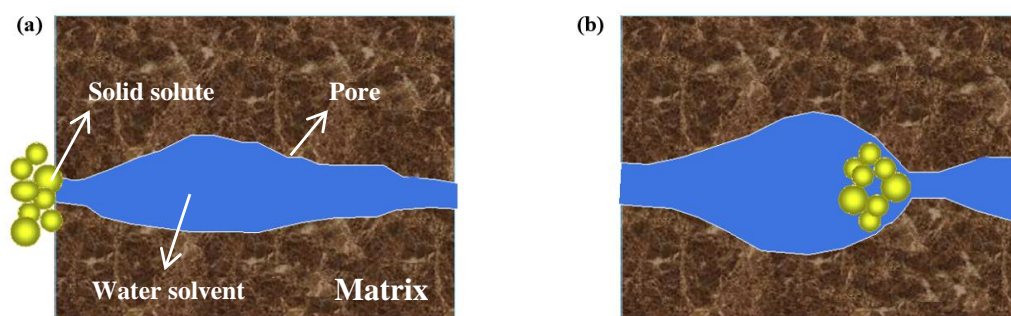 (a)
(b)
Solid solute
Pore
Water solvent
Matrix